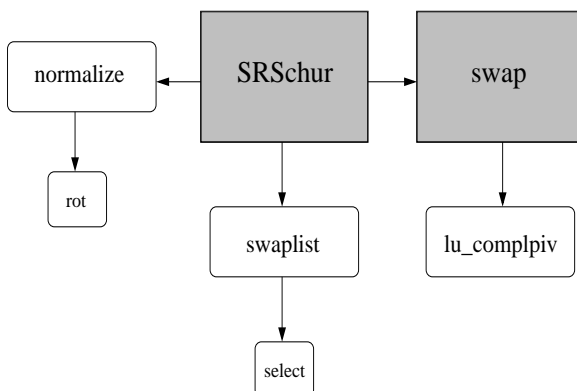 normalize
SRSchur
swap
rot
swaplist
lu_complpiv
select